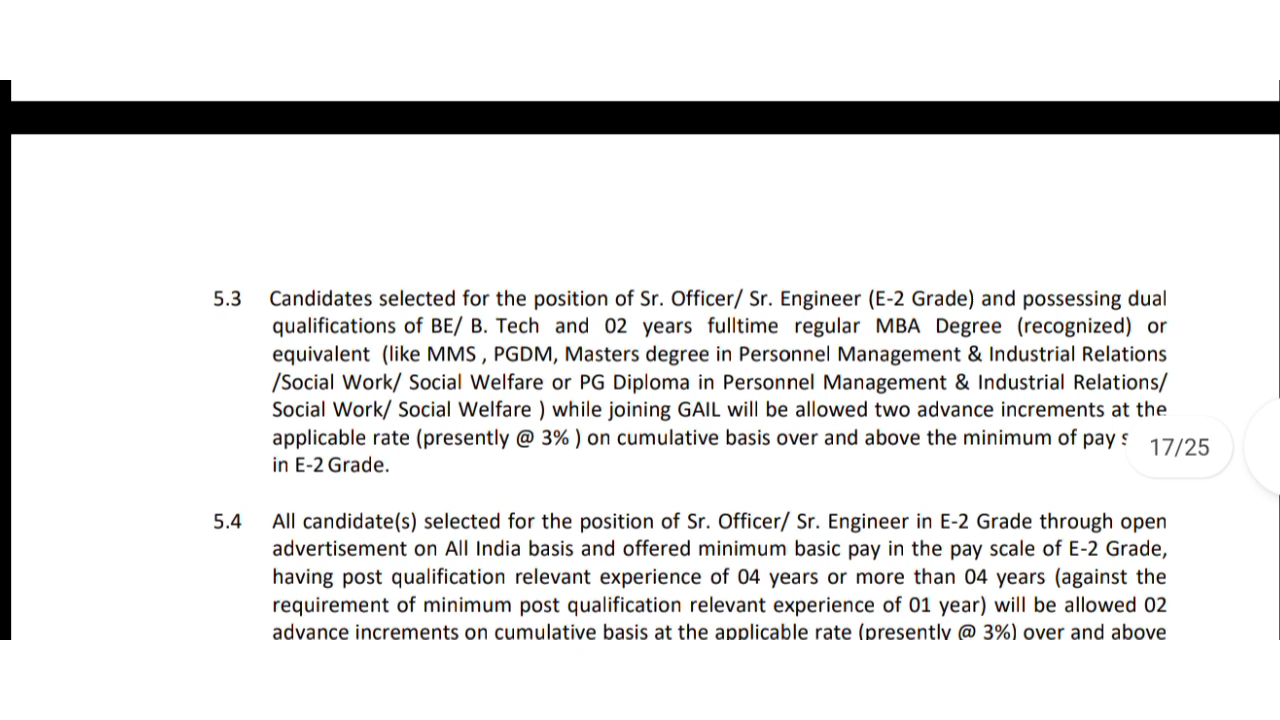 5.3 Candidates selected for the position of Sr. Officer/ Sr. Engineer (E-2 Grade) and possessing dual
qualifications of BE/ B. Tech and 02 years fulltime regular MBA Degree (recognized) or
equivalent (like MMS , PGDM, Masters degree in Personnel Management & Industrial Relations
/Social Work/ Social Welfare or PG Diploma in Personnel Management & Industrial Relations/
Social Work/ Social Welfare ) while joining GAIL will be allowed two advance increments at the
applicable rate (presently @ 3% ) on cumulative basis over and above the minimum of pay
17/25
in E-2 Grade.
5.4 All candidate(s) selected for the position of Sr. Officer/ Sr. Engineer in E-2 Grade through open
advertisement on All India basis and offered minimum basic pay in the pay scale of E-2 Grade,
having post qualification relevant experience of 04 years or more than 04 years (against the
requirement of minimum post qualification relevant experience of 01 year) will be allowed 02
advance increments on cumulative basis at the applicable rate (presently @ 3%) over and above